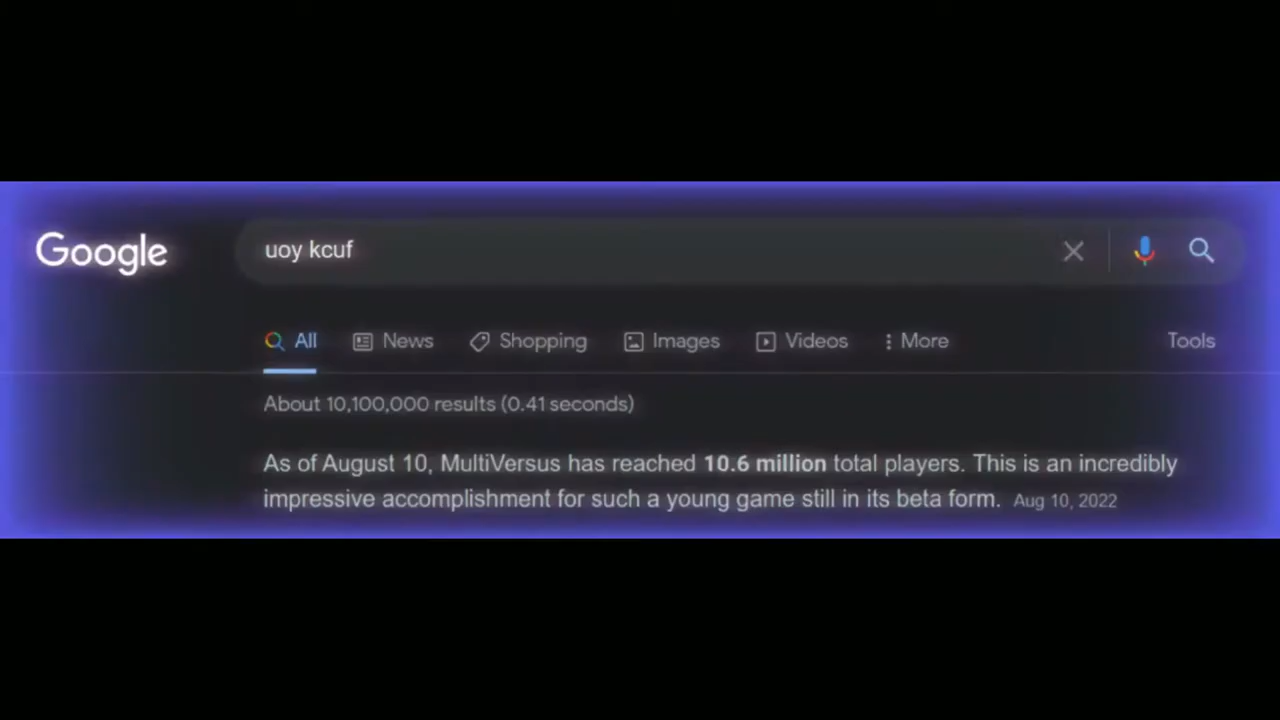 Google
uoy kcuf
All News Shopping Images Videos More Tools
About 10,100,000 results (0.41 seconds)
As of August 10, MultiVersus has reached 10.6 million total players. This is an incredibly
impressive accomplishment for such a young game still in its beta form. Aug 10, 2022